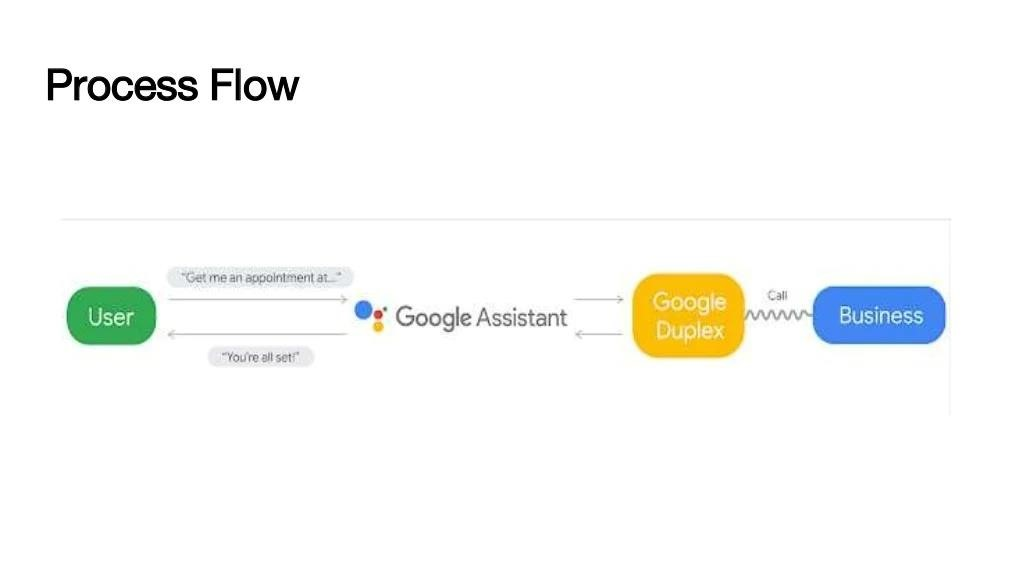 Process Flow
"Get me an appointment at..."
User
Google Assistant
Google
Duplex
Call
Business
"You're all set!"